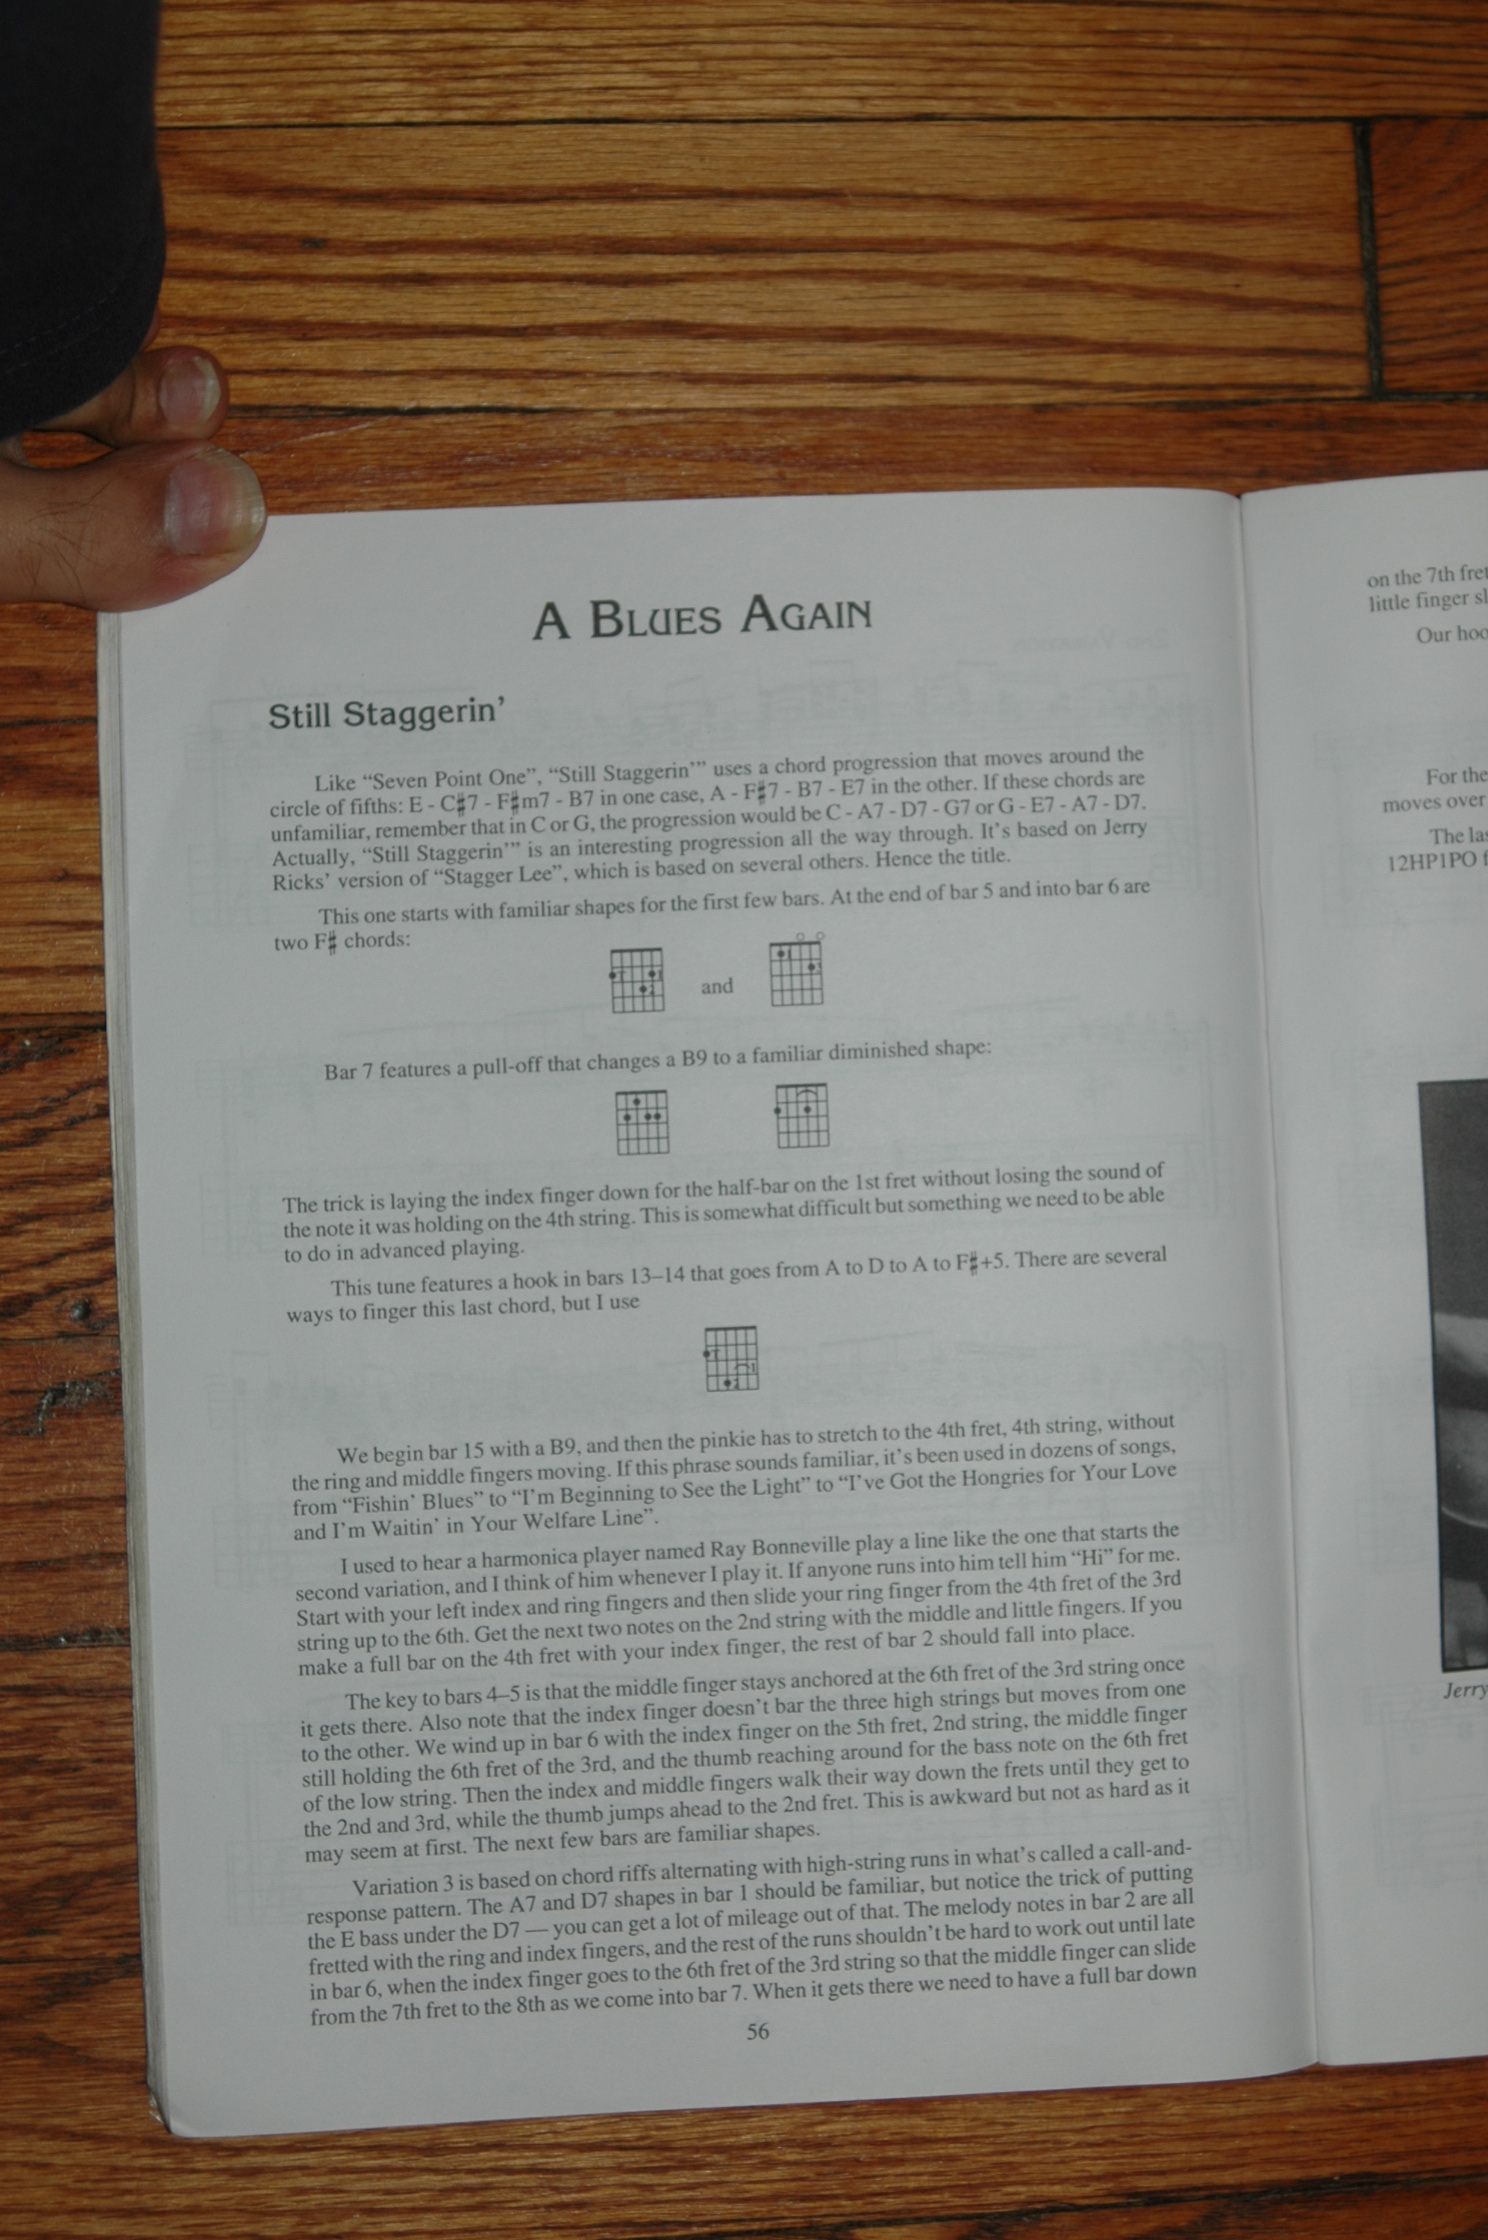 A BLUES AGAIN
Still Staggerin’
Like “Seven Point One”, “Still Staggerin’” uses a chord progression that moves around the
circle of fifths: E - C♯7 - F♯m7 - B7 in one case, A - F♯7 - B7 - E7 in the other. If these chords are
unfamiliar, remember that in C or G, the progression would be C - A7 - D7 - G7 or G - E7 - A7 - D7.
Actually, “Still Staggerin’” is an interesting progression all the way through. It’s based on Jerry
Ricks’ version of “Stagger Lee”, which is based on several others. Hence the title.
This one starts with familiar shapes for the first few bars. At the end of bar 5 and into bar 6 are
two F♯ chords:
and
Bar 7 features a pull-off that changes a B9 to a familiar diminished shape:
The trick is laying the index finger down for the half-bar on the 1st fret without losing the sound of
the note it was holding on the 4th string. This is somewhat difficult but something we need to be able
to do in advanced playing.
This tune features a hook in bars 13–14 that goes from A to D to A to F♯+5. There are several
ways to finger this last chord, but I use
We begin bar 15 with a B9, and then the pinkie has to stretch to the 4th fret, 4th string, without
the ring and middle fingers moving. If this phrase sounds familiar, it’s been used in dozens of songs,
from “Fishin’ Blues” to “I’m Beginning to See the Light” to “I’ve Got the Hongries for Your Love
and I’m Waitin’ in Your Welfare Line”.
I used to hear a harmonica player named Ray Bonneville play a line like the one that starts the
second variation, and I think of him whenever I play it. If anyone runs into him tell him “Hi” for me.
Start with your left index and ring fingers and then slide your ring finger from the 4th fret of the 3rd
string up to the 6th. Get the next two notes on the 2nd string with the middle and little fingers. If you
make a full bar on the 4th fret with your index finger, the rest of bar 2 should fall into place.
The key to bars 4–5 is that the middle finger stays anchored at the 6th fret of the 3rd string once
it gets there. Also note that the index finger doesn’t bar the three high strings but moves from one
to the other. We wind up in bar 6 with the index finger on the 5th fret, 2nd string, the middle finger
still holding the 6th fret of the 3rd, and the thumb reaching around for the bass note on the 6th fret
of the low string. Then the index and middle fingers walk their way down the frets until they get to
the 2nd and 3rd, while the thumb jumps ahead to the 2nd fret. This is awkward but not as hard as it
may seem at first. The next few bars are familiar shapes.
Variation 3 is based on chord riffs alternating with high-string runs in what’s called a call-and-
response pattern. The A7 and D7 shapes in bar 1 should be familiar, but notice the trick of putting
the E bass under the D7 — you can get a lot of mileage out of that. The melody notes in bar 2 are all
fretted with the ring and index fingers, and the rest of the runs shouldn’t be hard to work out until late
in bar 6, when the index finger goes to the 6th fret of the 3rd string so that the middle finger can slide
from the 7th fret to the 8th as we come into bar 7. When it gets there we need to have a full bar down
56
on the 7th fret
little finger sl
Our hoo
For the
moves over
The las
12HP1PO f
Jerry